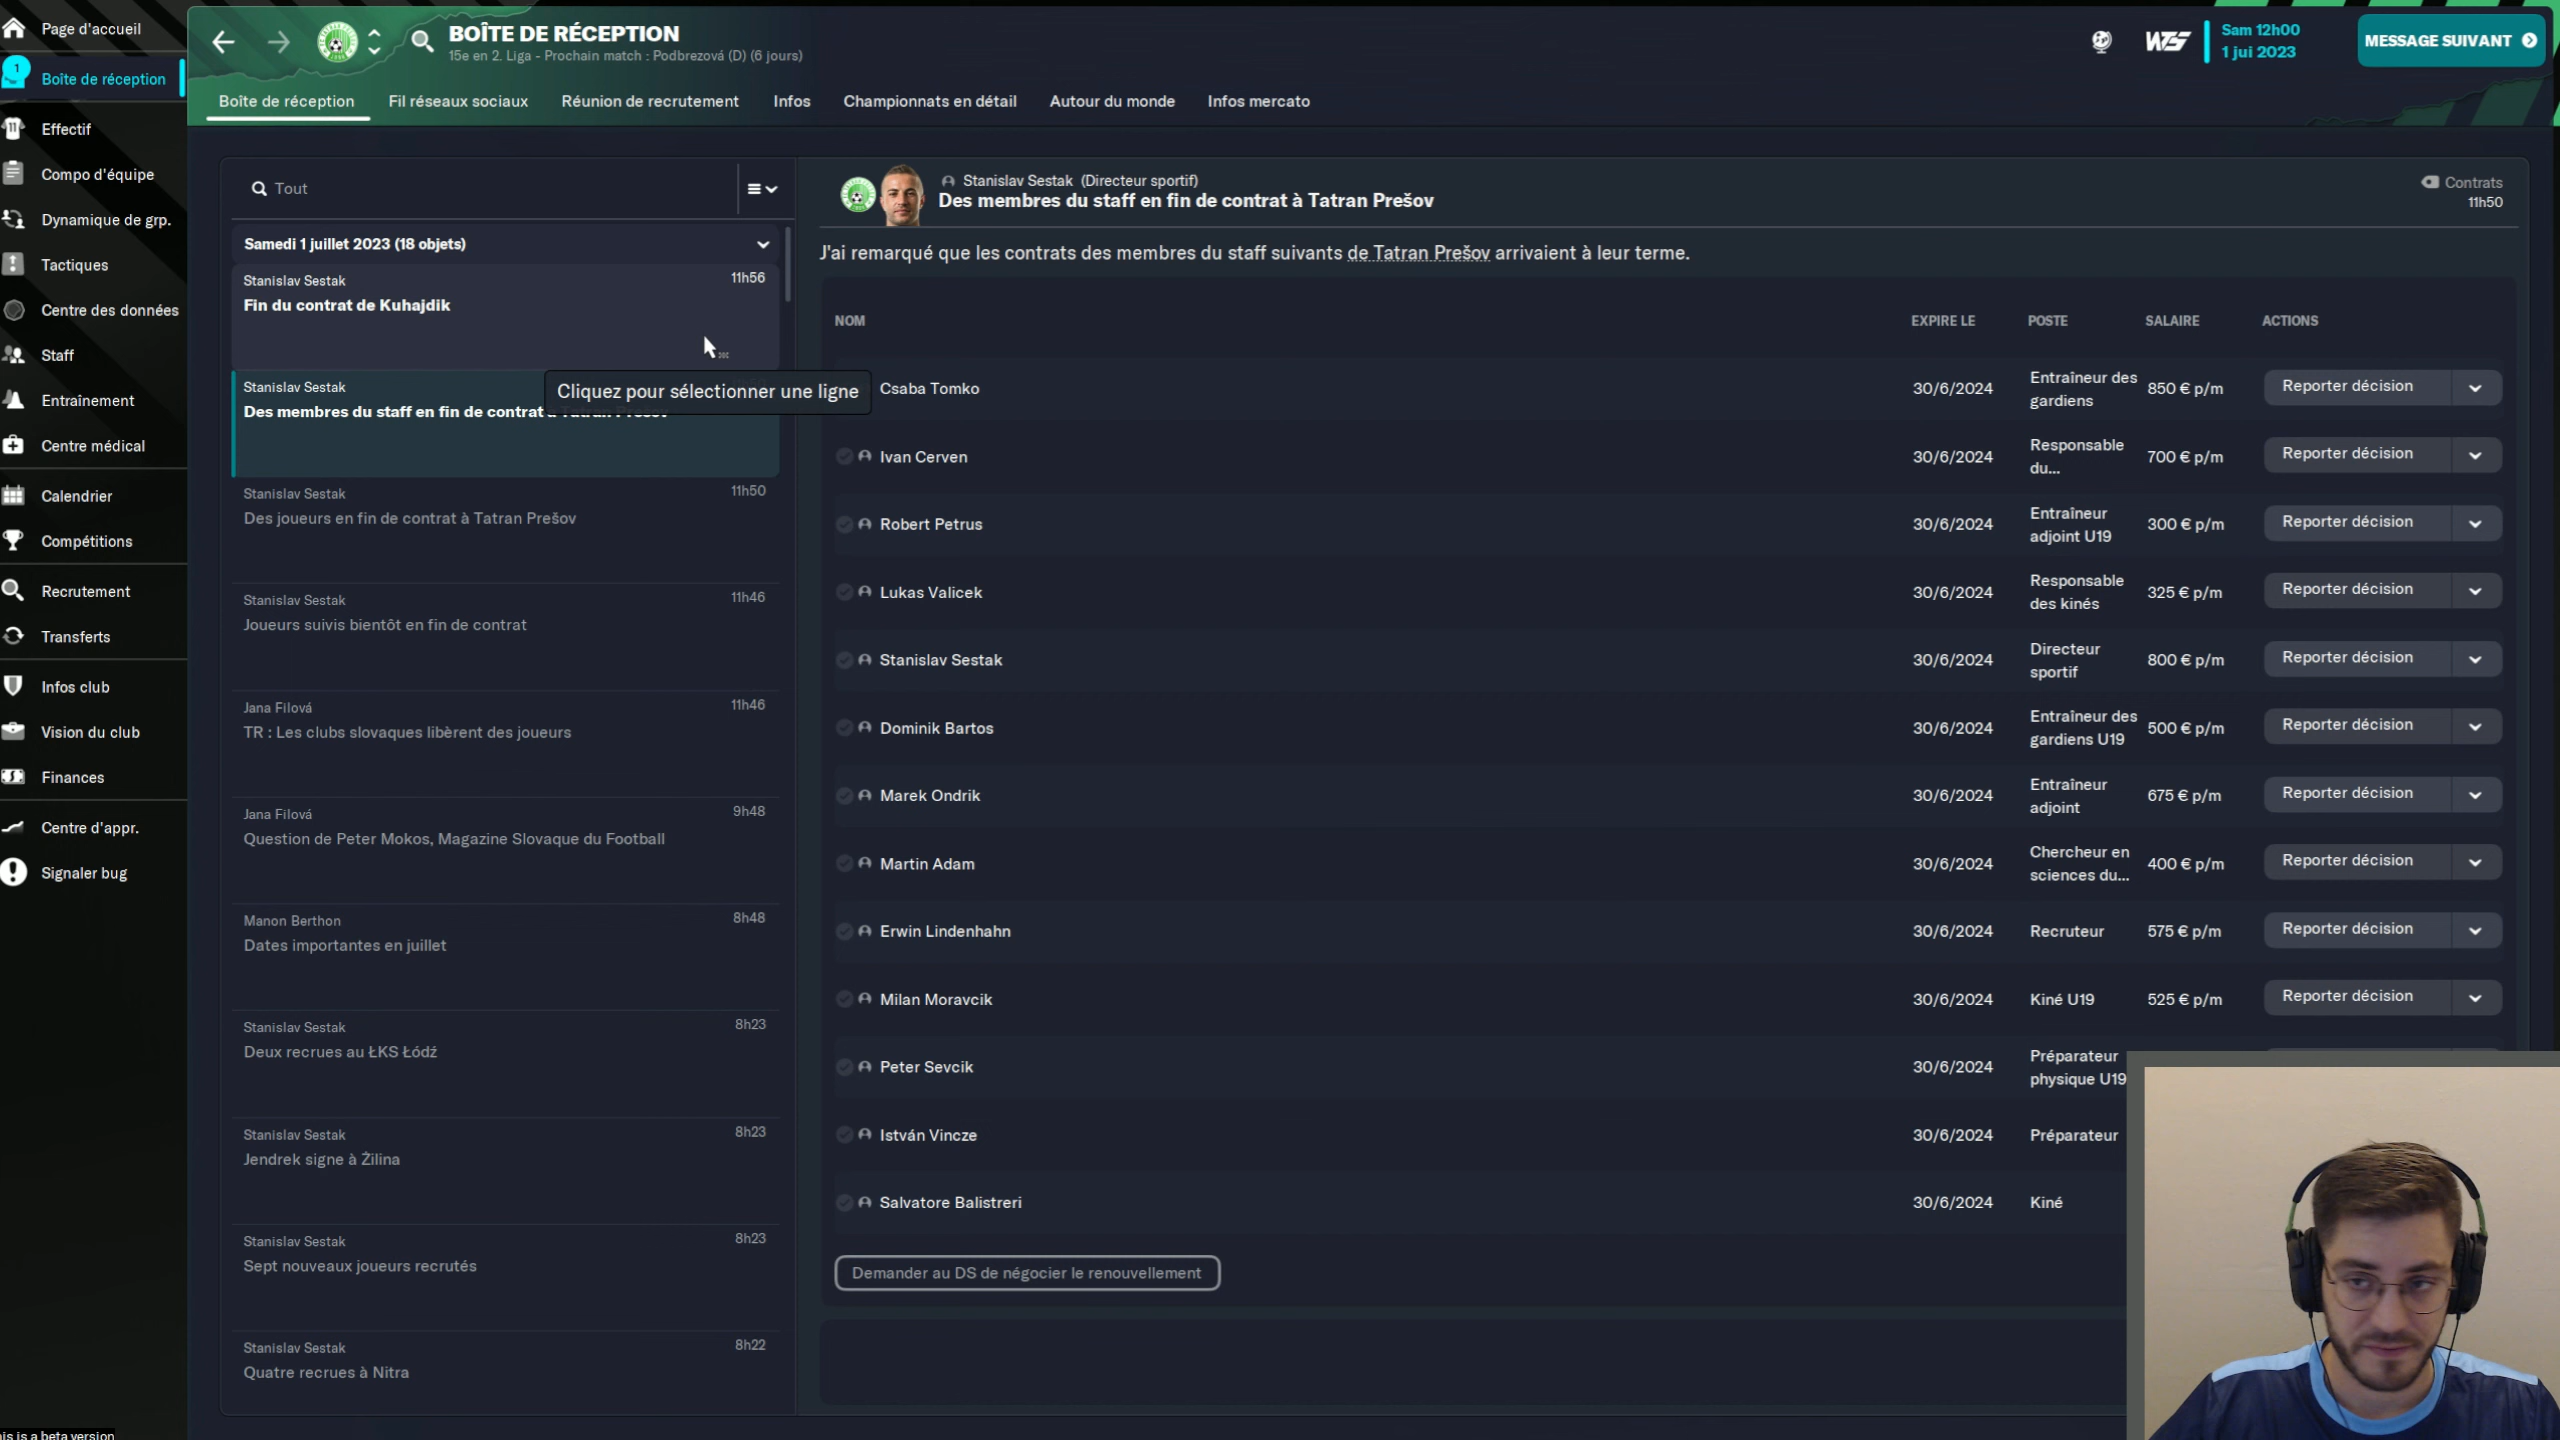 Page d'accueil
Boîte de réception
1
Effectif
Compo d'équipe
Dynamique de grp.
Tactiques
Centre des données
Staff
Entraînement
Centre médical
Calendrier
Compétitions
Recrutement
Transferts
Infos club
Vision du club
Finances
Centre d'appr.
Signaler bug
BOÎTE DE RÉCEPTION
15e en 2. Liga - Prochain match : Podbrezová (D) (6 jours)
Sam 12h00
1 jui 2023
MESSAGE SUIVANT
Boîte de réception Fil réseaux sociaux Réunion de recrutement Infos Championnats en détail Autour du monde Infos mercato
Tout
Samedi 1 juillet 2023 (18 objets)
Stanislav Sestak 11h56
Fin du contrat de Kuhajdik
Stanislav Sestak
Des membres du staff en fin de contrat
Cliquez pour sélectionner une ligne
Stanislav Sestak 11h50
Des joueurs en fin de contrat à Tatran Prešov
Stanislav Sestak 11h46
Joueurs suivis bientôt en fin de contrat
Jana Filová 11h46
TR : Les clubs slovaques libèrent des joueurs
Jana Filová 9h48
Question de Peter Mokos, Magazine Slovaque du Football
Manon Berthon 8h48
Dates importantes en juillet
Stanislav Sestak 8h23
Deux recrues au ŁKS Łódź
Stanislav Sestak 8h23
Jendrek signe à Žilina
Stanislav Sestak 8h23
Sept nouveaux joueurs recrutés
Stanislav Sestak 8h22
Quatre recrues à Nitra
Stanislav Sestak (Directeur sportif)
Des membres du staff en fin de contrat à Tatran Prešov
Contrats
11h50
J'ai remarqué que les contrats des membres du staff suivants de Tatran Prešov arrivaient à leur terme.
NOM EXPIRE LE POSTE SALAIRE ACTIONS
Csaba Tomko 30/6/2024 Entraîneur des gardiens 850 € p/m Reporter décision
Ivan Cerven 30/6/2024 Responsable du... 700 € p/m Reporter décision
Robert Petrus 30/6/2024 Entraîneur adjoint U19 300 € p/m Reporter décision
Lukas Valicek 30/6/2024 Responsable des kinés 325 € p/m Reporter décision
Stanislav Sestak 30/6/2024 Directeur sportif 800 € p/m Reporter décision
Dominik Bartos 30/6/2024 Entraîneur des gardiens U19 500 € p/m Reporter décision
Marek Ondrik 30/6/2024 Entraîneur adjoint 675 € p/m Reporter décision
Martin Adam 30/6/2024 Chercheur en sciences du... 400 € p/m Reporter décision
Erwin Lindenhahn 30/6/2024 Recruteur 575 € p/m Reporter décision
Milan Moravcik 30/6/2024 Kiné U19 525 € p/m Reporter décision
Peter Sevcik 30/6/2024 Préparateur physique U19
István Vincze 30/6/2024 Préparateur
Salvatore Balistreri 30/6/2024 Kiné
Demander au DS de négocier le renouvellement
is a beta version